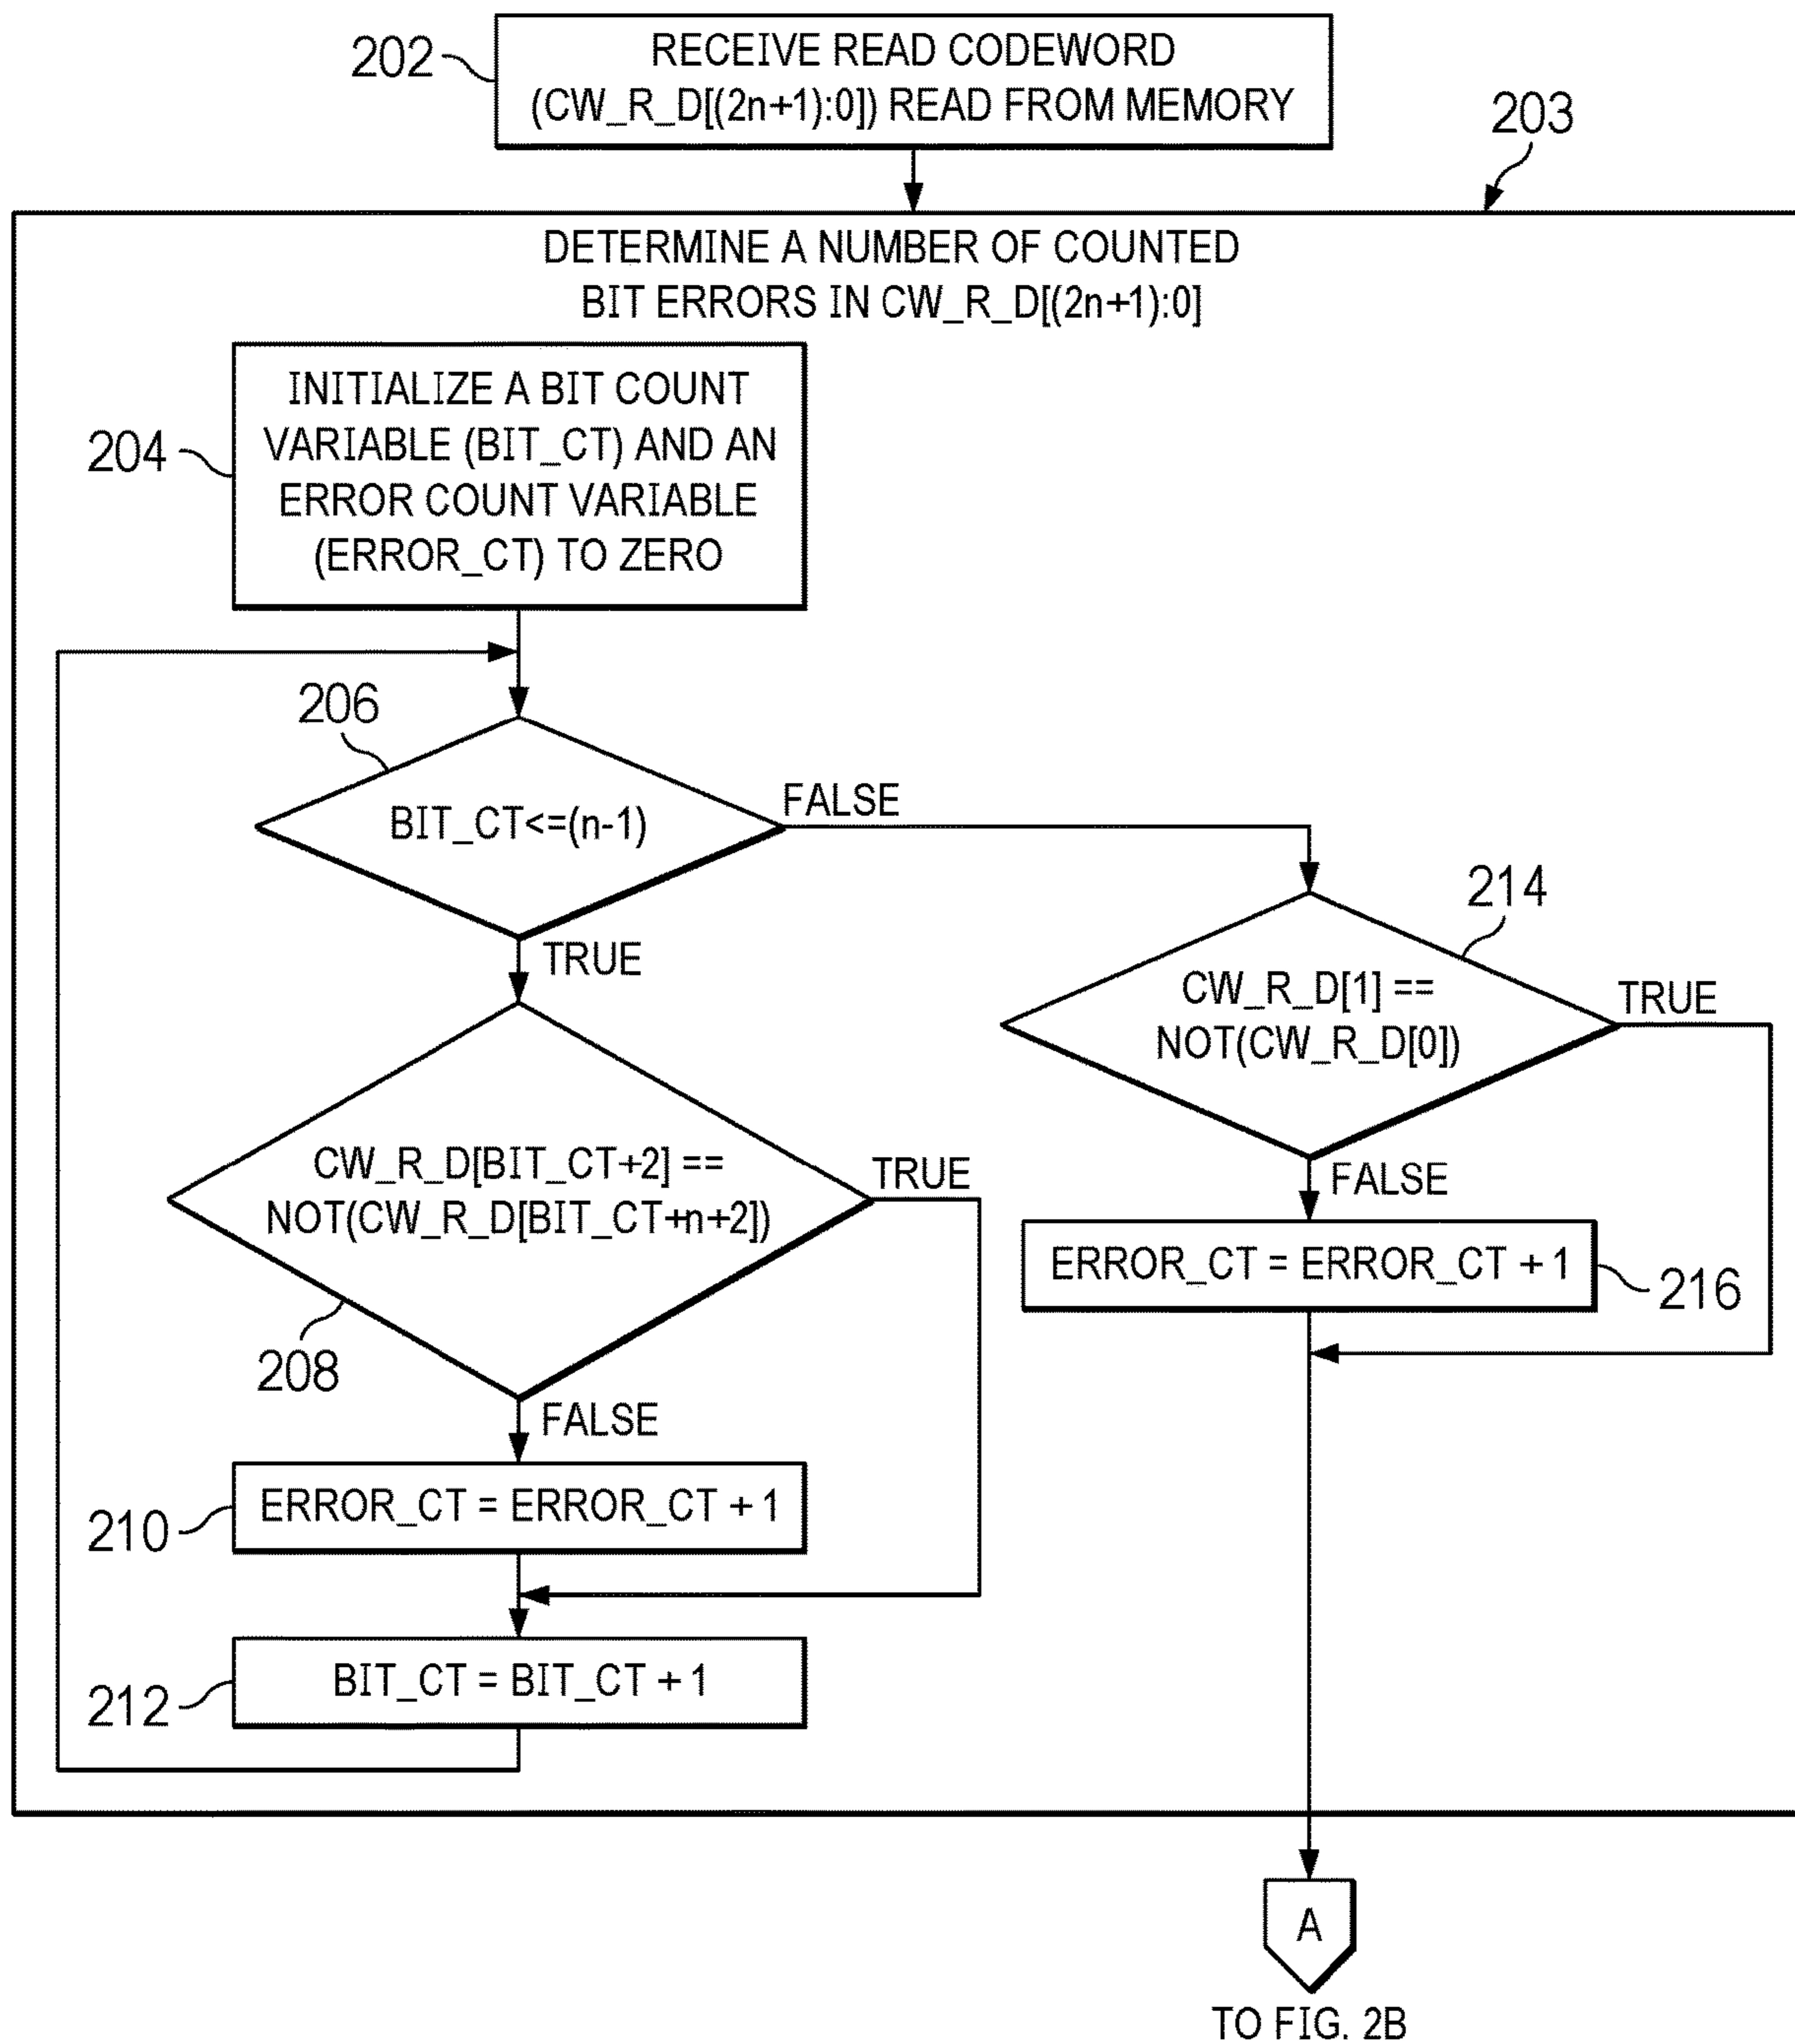 202
RECEIVE READ CODEWORD
(CW_R_D[(2n+1):0]) READ FROM MEMORY
203
DETERMINE A NUMBER OF COUNTED
BIT ERRORS IN CW_R_D[(2n+1):0]
204
INITIALIZE A BIT COUNT
VARIABLE (BIT_CT) AND AN
ERROR COUNT VARIABLE
(ERROR_CT) TO ZERO
206
BIT_CT<=(n-1)
FALSE
TRUE
208
CW_R_D[BIT_CT+2] ==
NOT(CW_R_D[BIT_CT+n+2])
TRUE
FALSE
210
ERROR_CT = ERROR_CT + 1
212
BIT_CT = BIT_CT + 1
214
CW_R_D[1] ==
NOT(CW_R_D[0])
TRUE
FALSE
ERROR_CT = ERROR_CT + 1
216
A
TO FIG. 2B